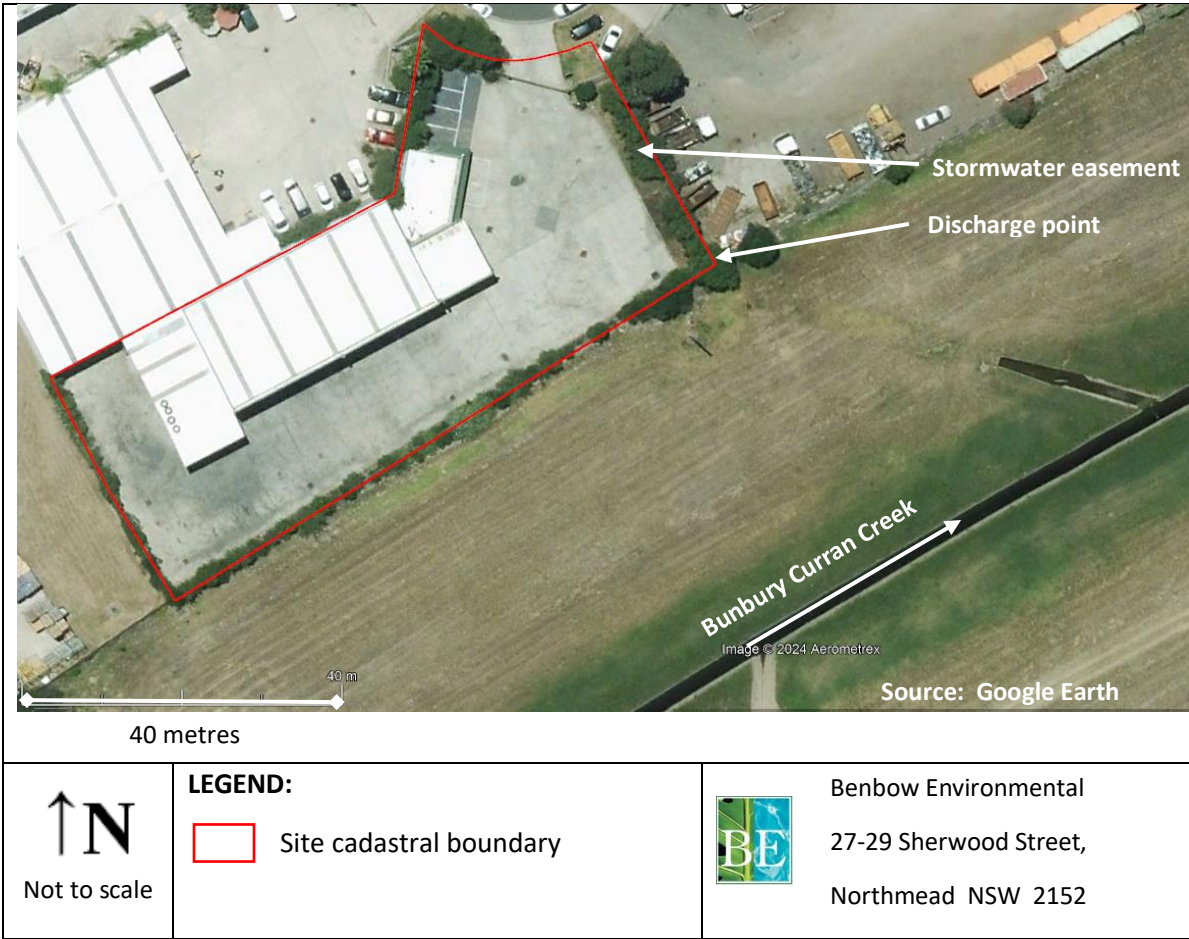 Stormwater easement
Discharge point
Bunbury Curran Creek
Image © 2024 Aerometrex
40 m
Source: Google Earth
40 metres
↑N
Not to scale
LEGEND:
Site cadastral boundary
BE
Benbow Environmental
27-29 Sherwood Street,
Northmead NSW 2152